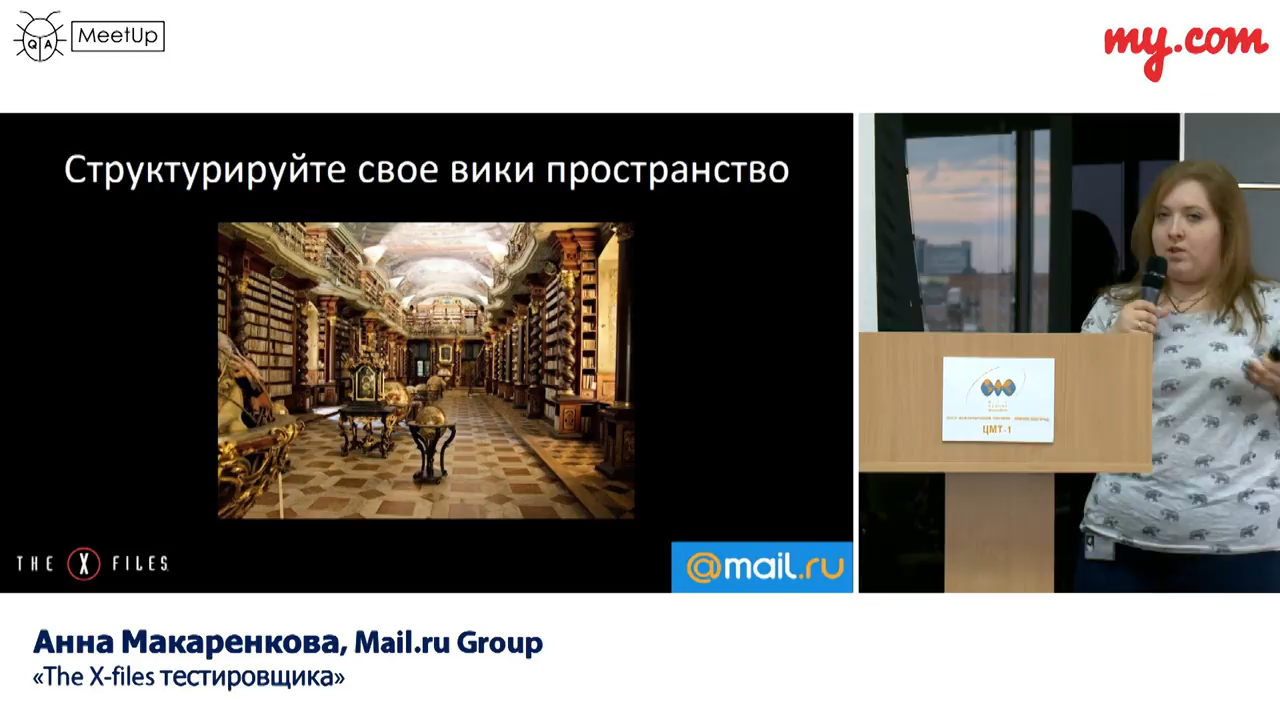 QA MeetUp
my.com
Структурируйте свое вики пространство
THE X FILES
@mail.ru
ЦМТ-1
Анна Макаренкова, Mail.ru Group
«The X-files тестировщика»